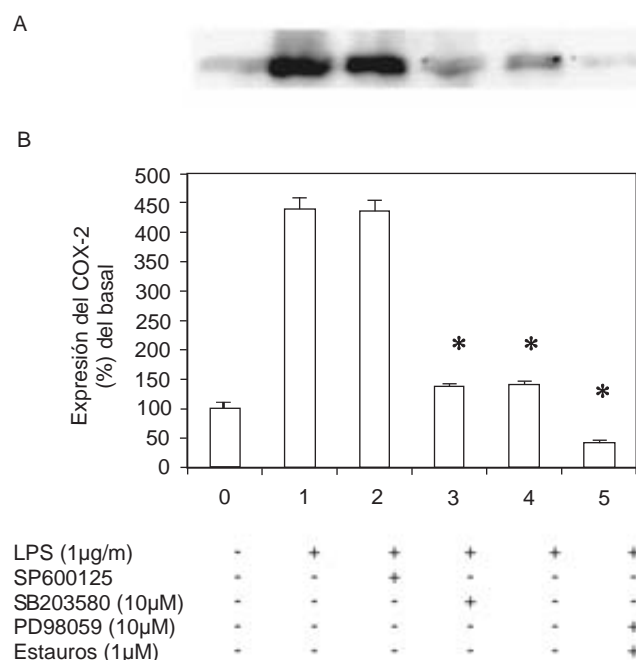 A
B
Expresión del COX-2
(%) del basal
500
450
400
350
300
250
200
150
100
50
0
* * *
0 1 2 3 4 5
LPS (1µg/m) - + + + + +
SP600125 - - + - - -
SB203580 (10µM) - - - + - -
PD98059 (10µM) - - - - - +
Estauros (1µM) - - - - - +